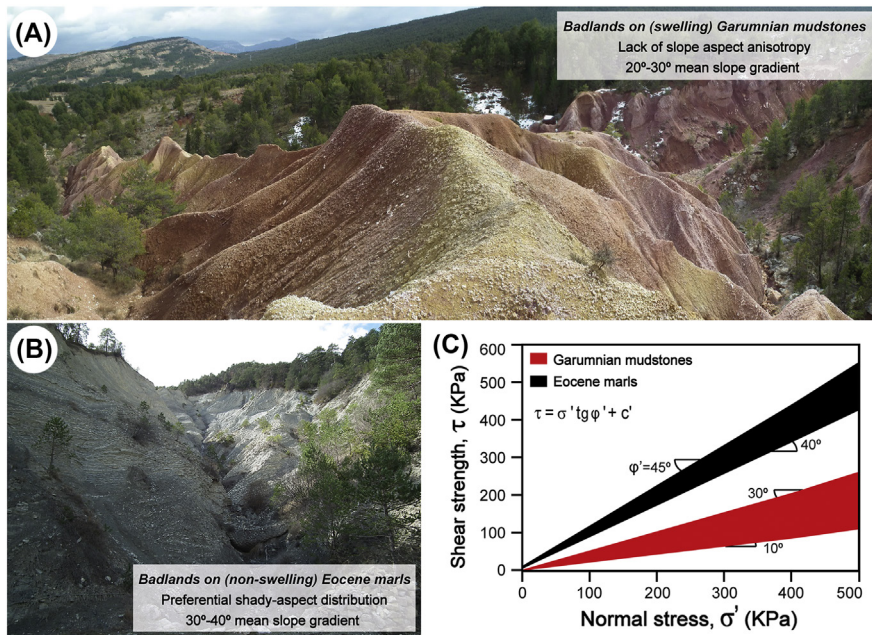 (A)
Badlands on (swelling) Garumnian mudstones
Lack of slope aspect anisotropy
20º-30º mean slope gradient
(B)
Badlands on (non-swelling) Eocene marls
Preferential shady-aspect distribution
30º-40º mean slope gradient
(C)
Shear strength, τ (KPa)
600
500
400
300
200
100
0
Garumnian mudstones
Eocene marls
τ = σ' tgφ' + c'
φ'=45º
40º
30º
10º
0
100
200
300
400
500
Normal stress, σ' (KPa)